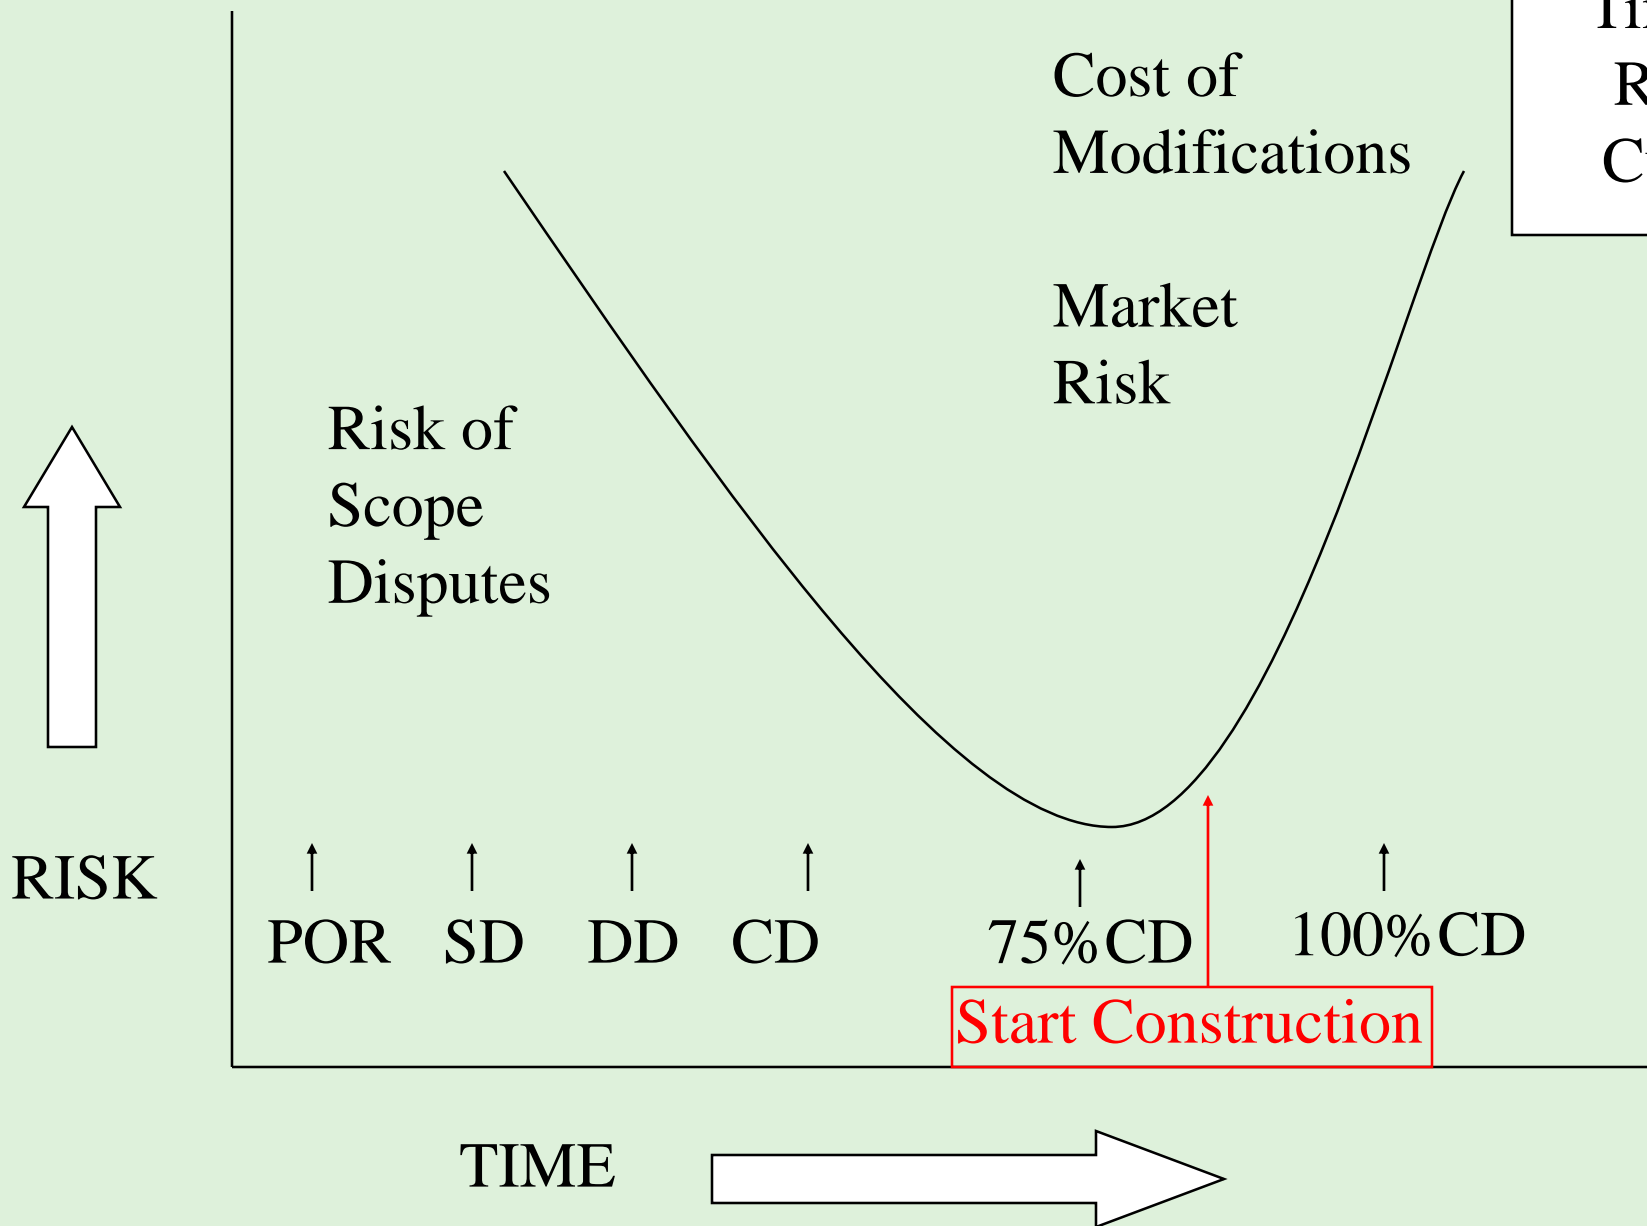 Cost of
Modifications
Market
Risk
Risk of
Scope
Disputes
RISK
POR SD DD CD 75%CD 100%CD
Start Construction
TIME